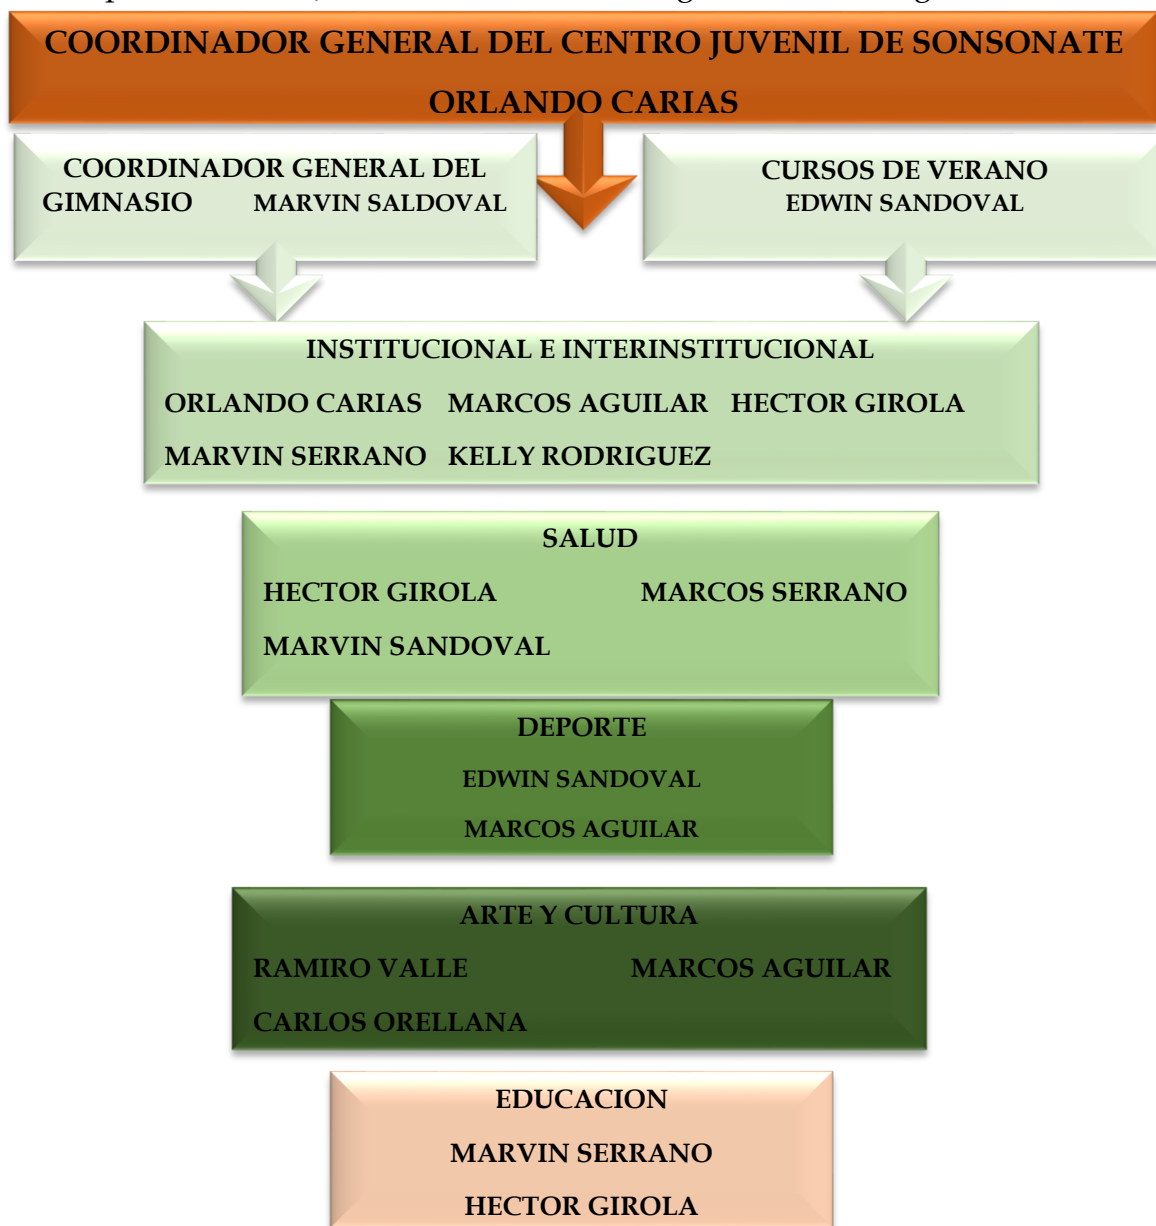 COORDINADOR GENERAL DEL CENTRO JUVENIL DE SONSONATE
ORLANDO CARIAS
COORDINADOR GENERAL DEL
GIMNASIO MARVIN SALDOVAL
CURSOS DE VERANO
EDWIN SANDOVAL
INSTITUCIONAL E INTERINSTITUCIONAL
ORLANDO CARIAS MARCOS AGUILAR HECTOR GIROLA
MARVIN SERRANO KELLY RODRIGUEZ
SALUD
HECTOR GIROLA MARCOS SERRANO
MARVIN SANDOVAL
DEPORTE
EDWIN SANDOVAL
MARCOS AGUILAR
ARTE Y CULTURA
RAMIRO VALLE MARCOS AGUILAR
CARLOS ORELLANA
EDUCACION
MARVIN SERRANO
HECTOR GIROLA